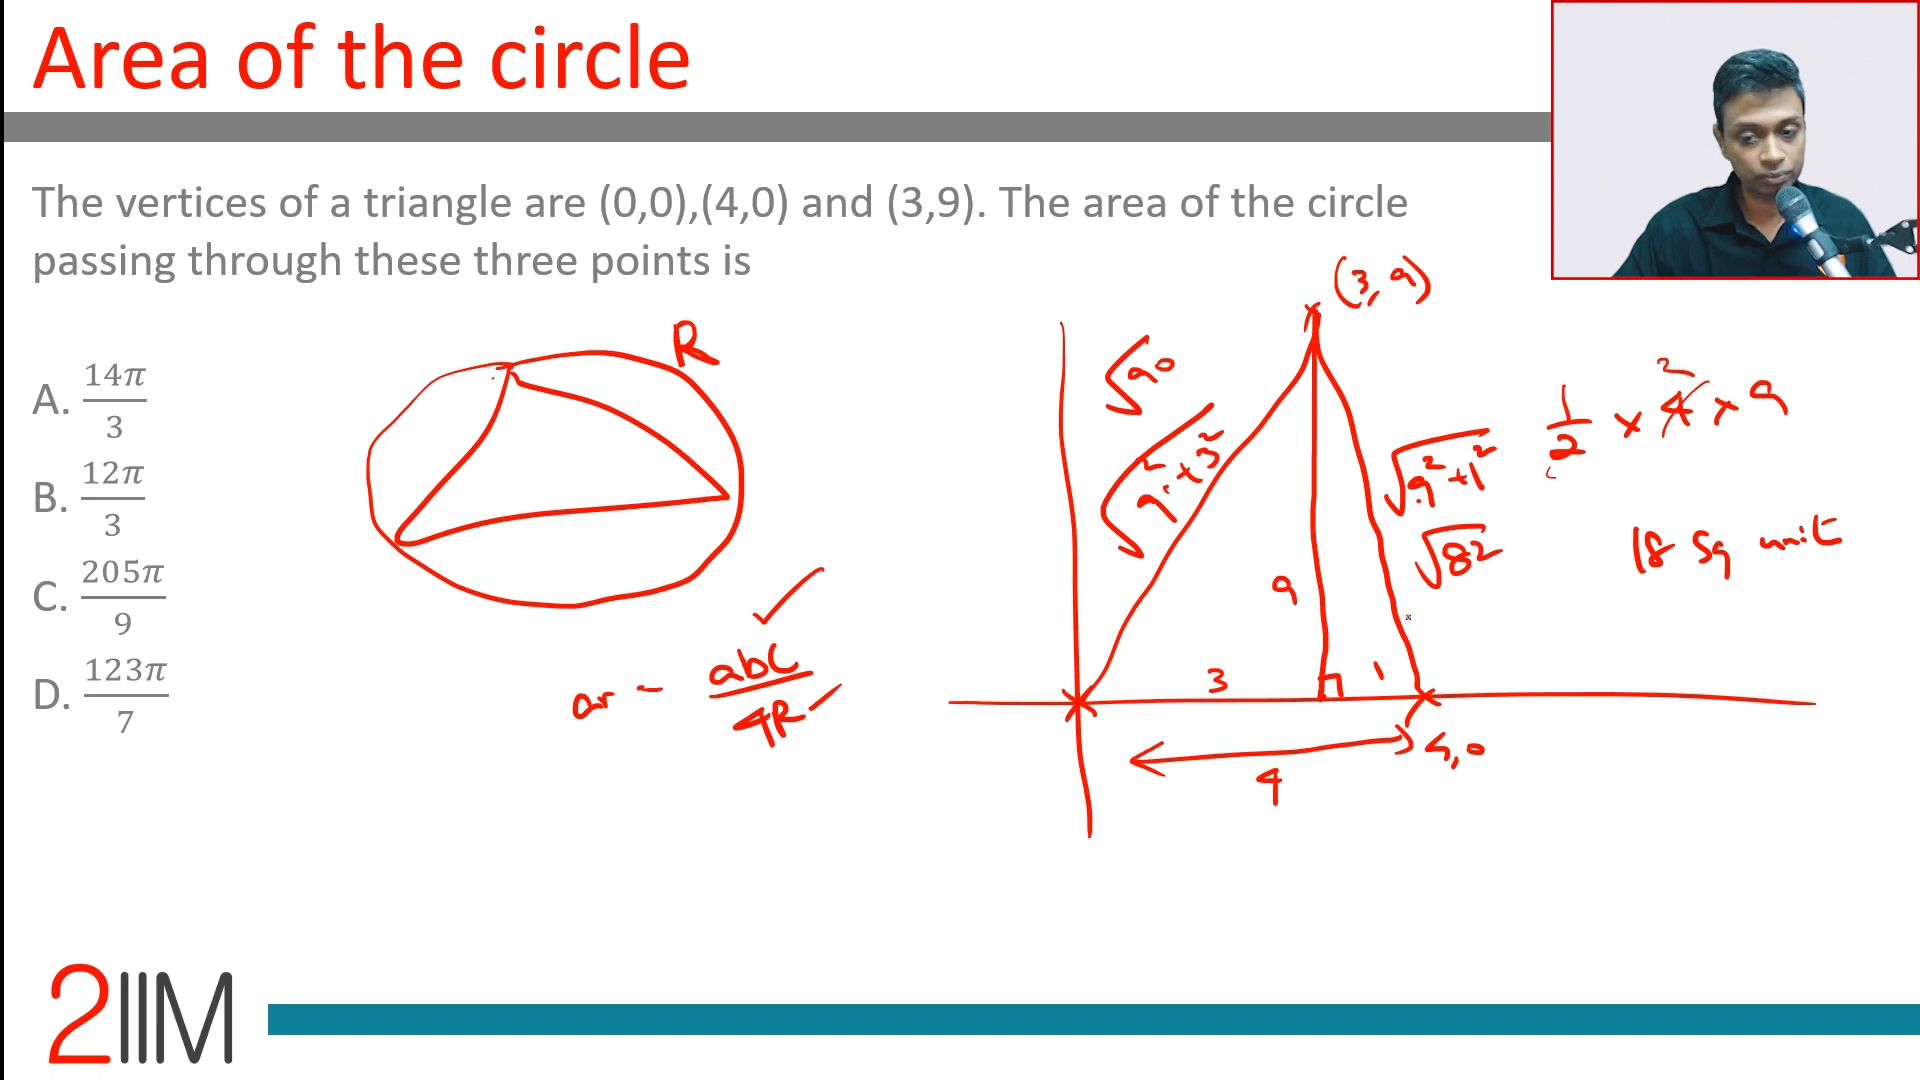 Area of the circle
The vertices of a triangle are (0,0),(4,0) and (3,9). The area of the circle
passing through these three points is
A. 14π/3
B. 12π/3
C. 205π/9
D. 123π/7
R
ar - abc/4R
(3, 9)
√90
√9²+3²
√9²+1²
√82
9
3
1
4
4,0
1/2 × 4 × 9
2
18 sq unit
2IIM